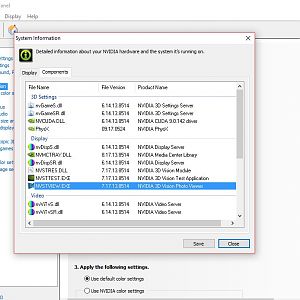 Display Help
System Information
Detailed information about your NVIDIA hardware and the system it's running on.
Display Components
File Name File Version Product Name
3D Settings
nvGameS.dll 6.14.13.8514 NVIDIA 3D Settings Server
nvGameSR.dll 6.14.13.8514 NVIDIA 3D Settings Server
NVCUDA.DLL 6.14.13.8514 NVIDIA CUDA 9.0.142 driver
PhysX 09.17.0524 NVIDIA PhysX
Display
nvDispS.dll 6.14.13.8514 NVIDIA Display Server
NVMCTRAY.DLL 6.14.13.8514 NVIDIA Media Center Library
nvDispSR.dll 6.14.13.8514 NVIDIA Display Server
NVSTRES.DLL 7.17.13.8514 NVIDIA 3D Vision Module
NVSTTEST.EXE 7.17.13.8514 NVIDIA 3D Vision Test Application
NVSTVIEW.EXE 7.17.13.8514 NVIDIA 3D Vision Photo Viewer
Video
nvViTvS.dll 6.14.13.8514 NVIDIA Video Server
nvViTvSR.dll 6.14.13.8514 NVIDIA Video Server
Save Close
3. Apply the following settings.
Use default color settings
Use NVIDIA color settings